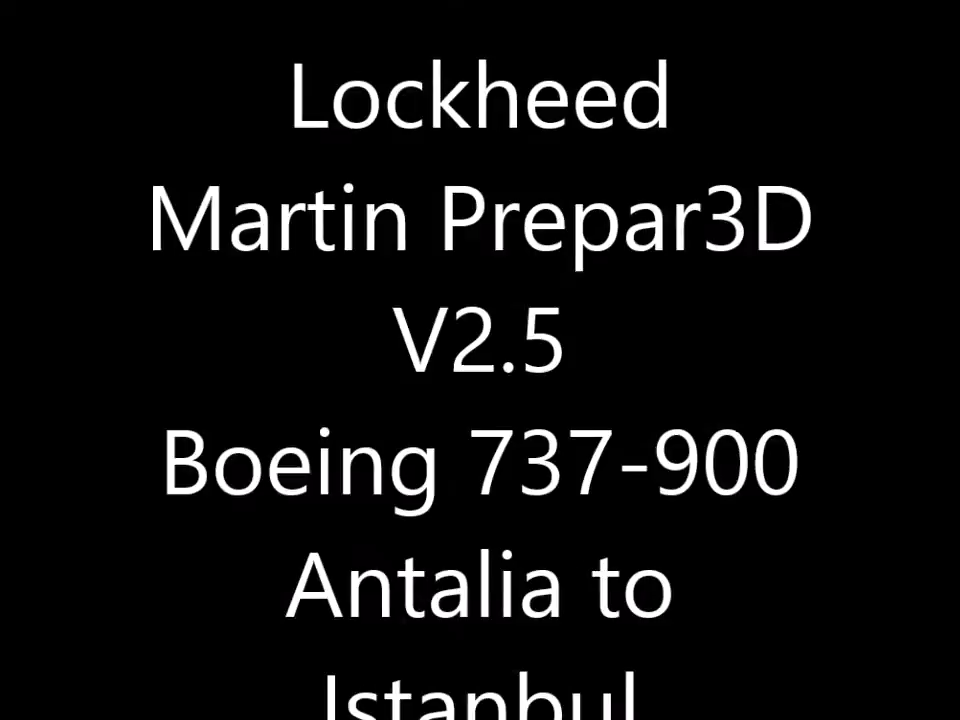 Lockheed
Martin Prepar3D
V2.5
Boeing 737-900
Antalia to
Istanbul